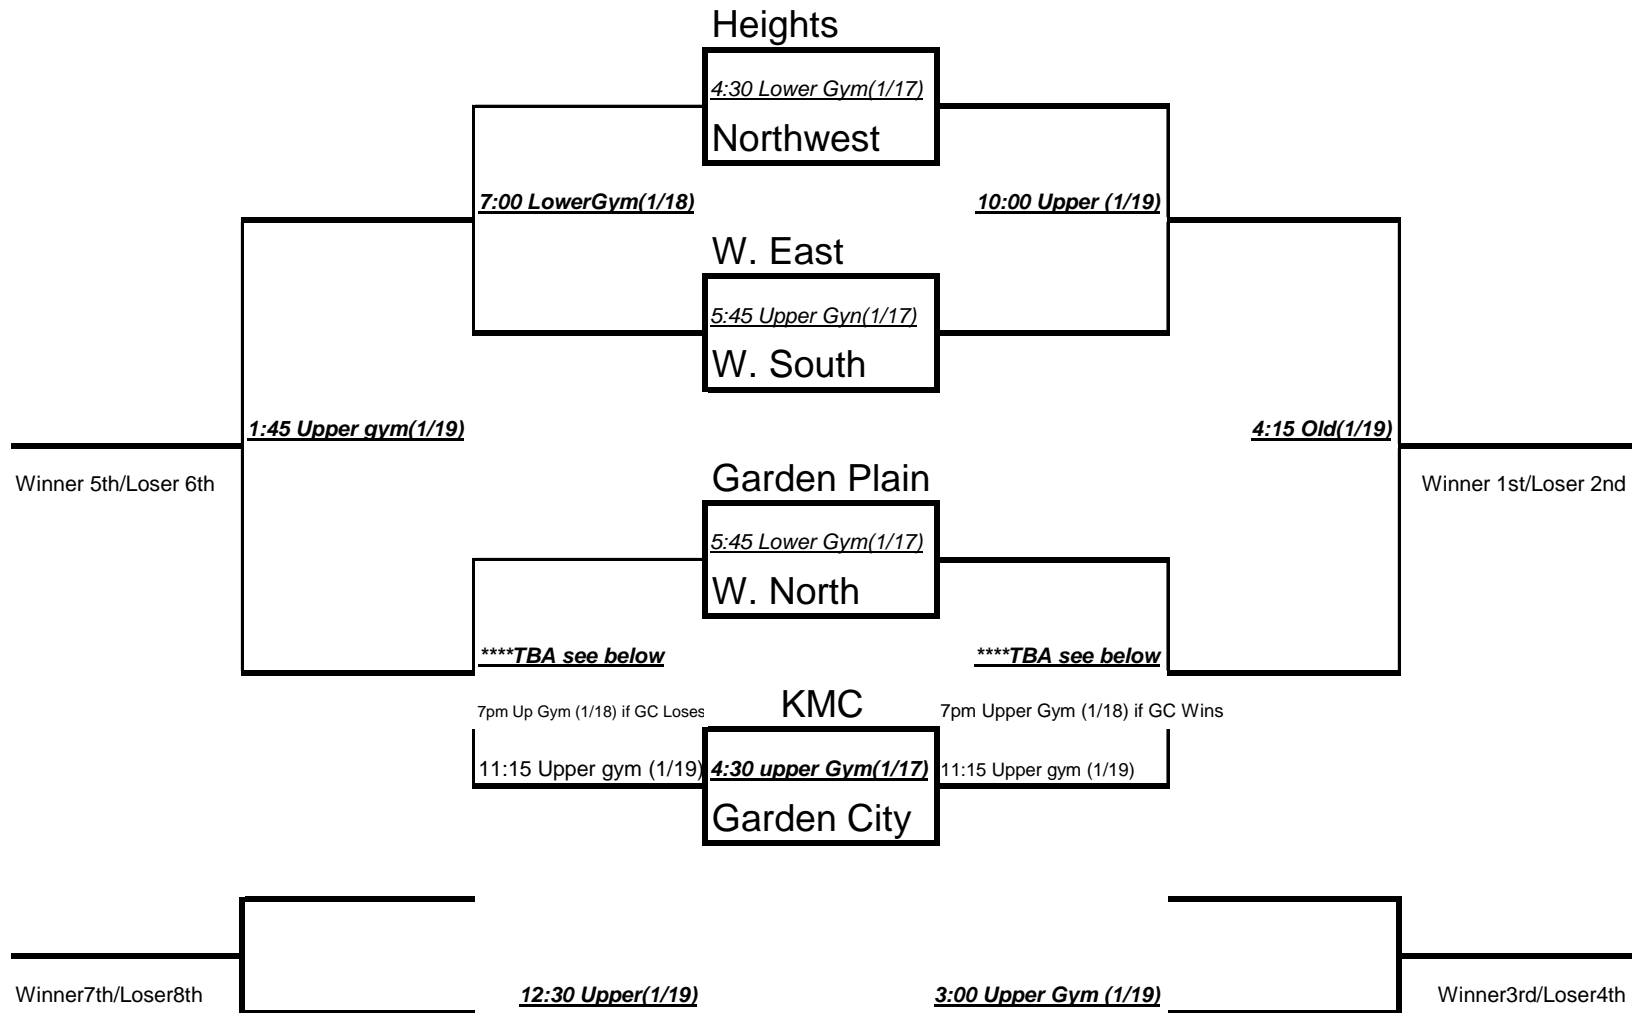 Heights
4:30 Lower Gym(1/17)
Northwest
7:00 LowerGym(1/18)
10:00 Upper (1/19)
W. East
5:45 Upper Gyn(1/17)
W. South
1:45 Upper gym(1/19)
4:15 Old(1/19)
Winner 5th/Loser 6th
Garden Plain
Winner 1st/Loser 2nd
5:45 Lower Gym(1/17)
W. North
****TBA see below
****TBA see below
7pm Up Gym (1/18) if GC Loses
KMC
7pm Upper Gym (1/18) if GC Wins
11:15 Upper gym (1/19)
4:30 upper Gym(1/17)
11:15 Upper gym (1/19)
Garden City
Winner7th/Loser8th
12:30 Upper(1/19)
3:00 Upper Gym (1/19)
Winner3rd/Loser4th